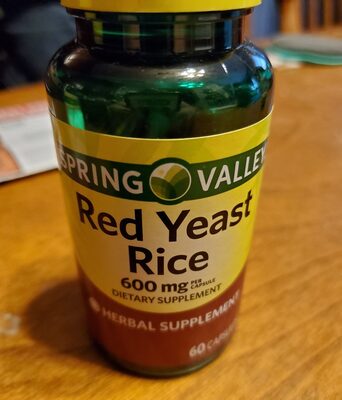 SPRING VALLEY
Red Yeast
Rice
600 mg PER CAPSULE
DIETARY SUPPLEMENT
HERBAL SUPPLEMENT
60